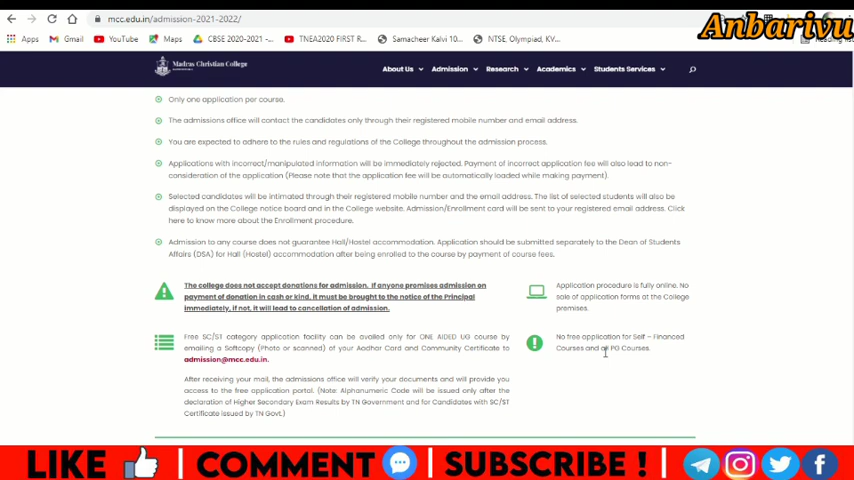 mcc.edu.in/admission-2021-2022/
Anbarivu
Apps
Gmail
YouTube
Maps
CBSE 2020-2021 –...
TNEA2020 FIRST R...
Samacheer Kalvi 10...
NTSE, Olympiad, KV...
Madras Christian College
About Us
Admission
Research
Academics
Students Services
Only one application per course.
The admissions office will contact the candidates only through their registered mobile number and email address.
You are expected to adhere to the rules and regulations of the College throughout the admission process.
Applications with incorrect/manipulated information will be immediately rejected. Payment of incorrect application fee will also lead to non-
consideration of the application (Please note that the application fee will be automatically loaded while making payment).
Selected candidates will be intimated through their registered mobile number and the email address. The list of selected students will also be
displayed on the College notice board and in the College website. Admission/Enrollment card will be sent to your registered email address. Click
here to know more about the Enrollment procedure.
Admission to any course does not guarantee Hall/Hostel accommodation. Application should be submitted separately to the Dean of Students
Affairs (DSA) for Hall (Hostel) accommodation after being enrolled to the course by payment of course fees.
The college does not accept donations for admission. If anyone promises admission on
payment of donation in cash or kind, it must be brought to the notice of the Principal
immediately, if not, it will lead to cancellation of admission.
Application procedure is fully online. No
sale of application forms at the College
premises.
Free SC/ST category application facility can be availed only for ONE AIDED UG course by
emailing a Softcopy (Photo or scanned) of your Aadhar Card and Community Certificate to
admission@mcc.edu.in.
No free application for Self – Financed
Courses and all PG Courses.
After receiving your mail, the admissions office will verify your documents and will provide you
access to the free application portal. (Note: Alphanumeric Code will be issued only after the
declaration of Higher Secondary Exam Results by TN Government and for Candidates with SC/ST
Certificate issued by TN Govt.)
LIKE | COMMENT | SUBSCRIBE ! |